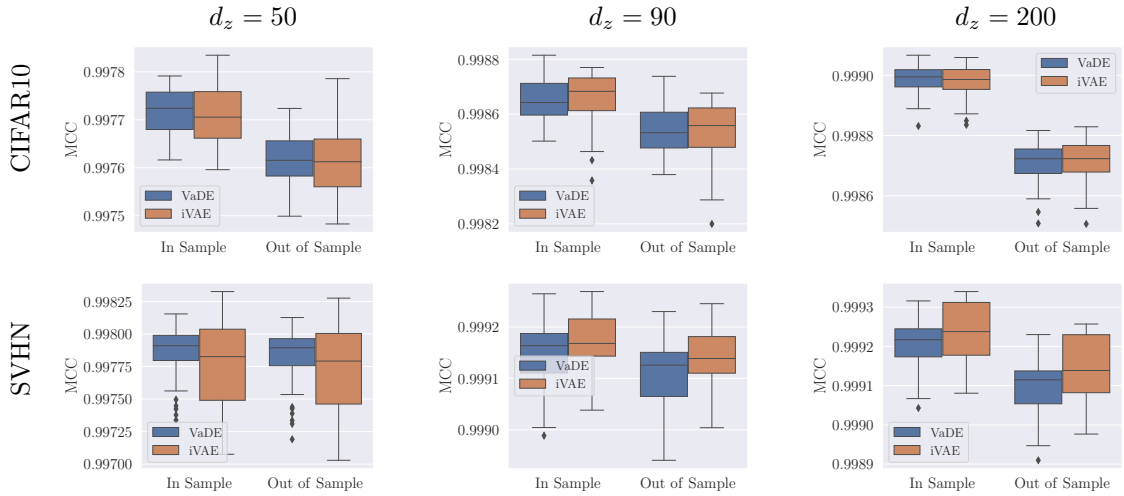 d_z = 50
d_z = 90
d_z = 200
CIFAR10
MCC
0.9978
0.9977
0.9976
0.9975
VaDE
iVAE
In Sample
Out of Sample
MCC
0.9988
0.9986
0.9984
0.9982
VaDE
iVAE
In Sample
Out of Sample
MCC
0.9990
0.9988
0.9986
VaDE
iVAE
In Sample
Out of Sample
SVHN
MCC
0.99825
0.99800
0.99775
0.99750
0.99725
0.99700
VaDE
iVAE
In Sample
Out of Sample
MCC
0.9992
0.9991
0.9990
VaDE
iVAE
In Sample
Out of Sample
MCC
0.9993
0.9992
0.9991
0.9990
0.9989
VaDE
iVAE
In Sample
Out of Sample